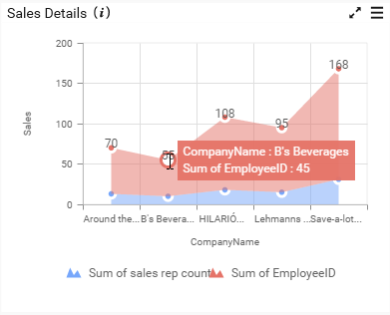 Sales Details (i)
200
168
150
108
100
95
70
50
CompanyName : B's Beverages
Sum of EmployeeID : 45
0
Sales
Around the... B's Bevera... HILARIÓ... Lehmanns ... Save-a-lot...
CompanyName
Sum of sales rep count Sum of EmployeeID